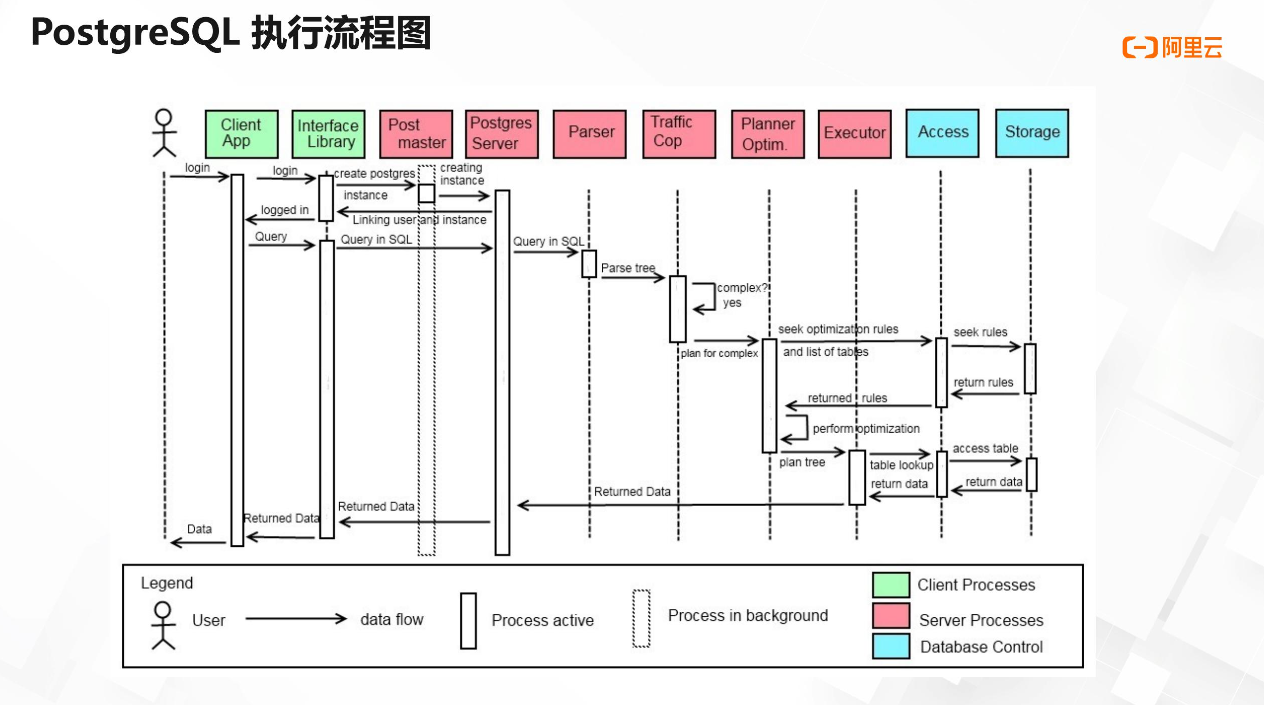 PostgreSQL 执行流程图
阿里云
Client
App
Interface
Library
Post
master
Postgres
Server
Parser
Traffic
Cop
Planner
Optim.
Executor
Access
Storage
login
login
create postgres
instance
creating
instance
logged in
Linking user and instance
Query
Query in SQL
Query in SQL
Parse tree
complex?
yes
plan for complex
seek optimization rules
and list of tables
seek rules
return rules
returned rules
perform optimization
plan tree
table lookup
access table
return data
return data
Returned Data
Returned Data
Returned Data
Data
Legend
User
data flow
Process active
Process in background
Client Processes
Server Processes
Database Control